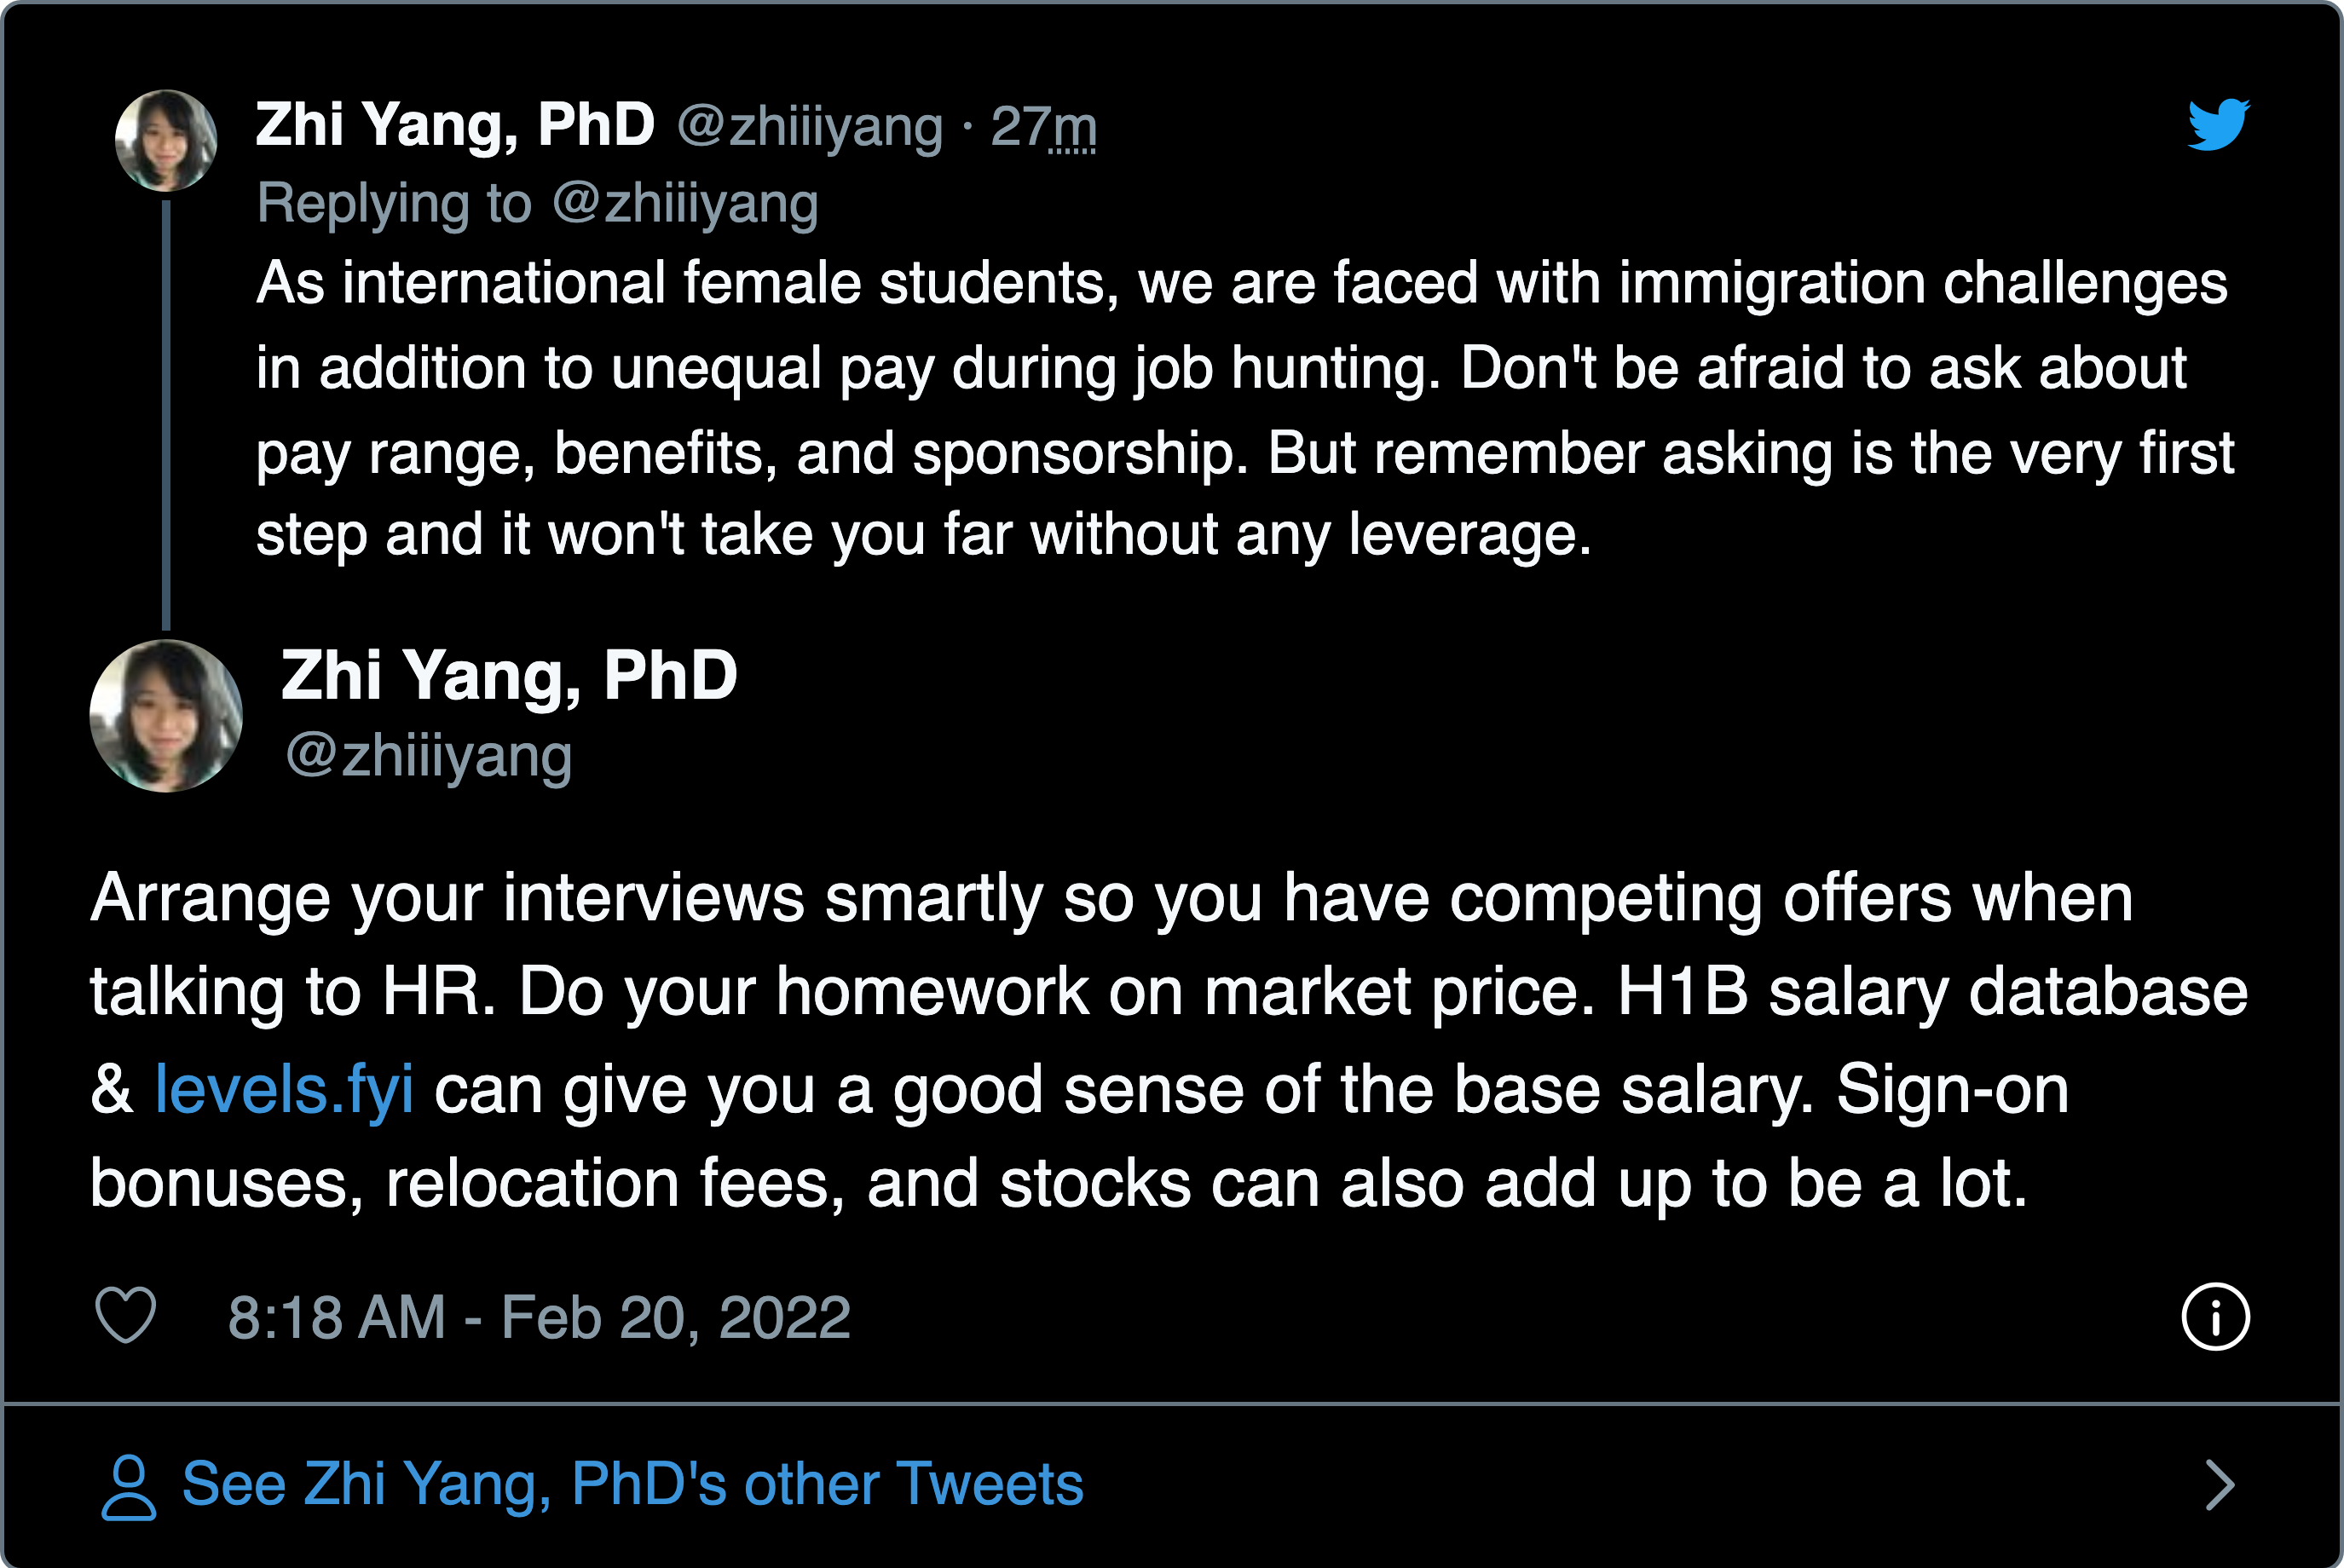 Zhi Yang, PhD @zhiiiyang · 27m
Replying to @zhiiiyang
As international female students, we are faced with immigration challenges
in addition to unequal pay during job hunting. Don't be afraid to ask about
pay range, benefits, and sponsorship. But remember asking is the very first
step and it won't take you far without any leverage.
Zhi Yang, PhD
@zhiiiyang
Arrange your interviews smartly so you have competing offers when
talking to HR. Do your homework on market price. H1B salary database
& levels.fyi can give you a good sense of the base salary. Sign-on
bonuses, relocation fees, and stocks can also add up to be a lot.
8:18 AM - Feb 20, 2022
See Zhi Yang, PhD's other Tweets